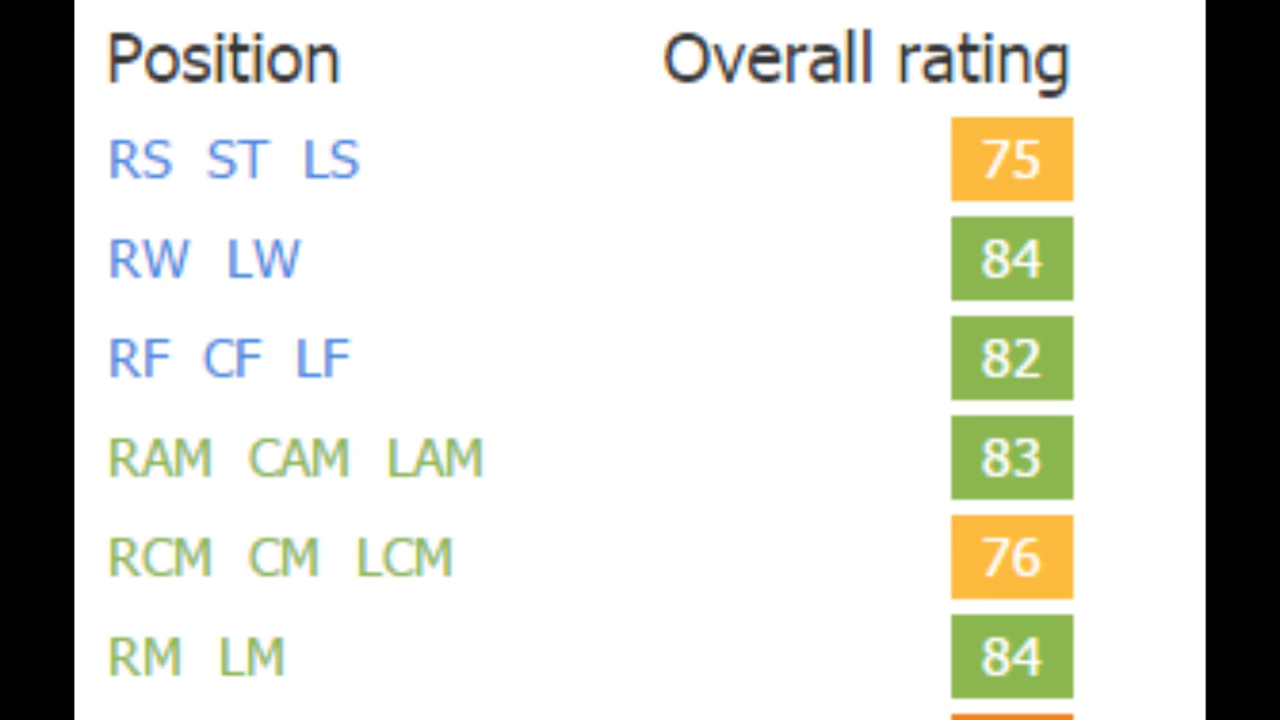 Position Overall rating
RS ST LS 75
RW LW 84
RF CF LF 82
RAM CAM LAM 83
RCM CM LCM 76
RM LM 84